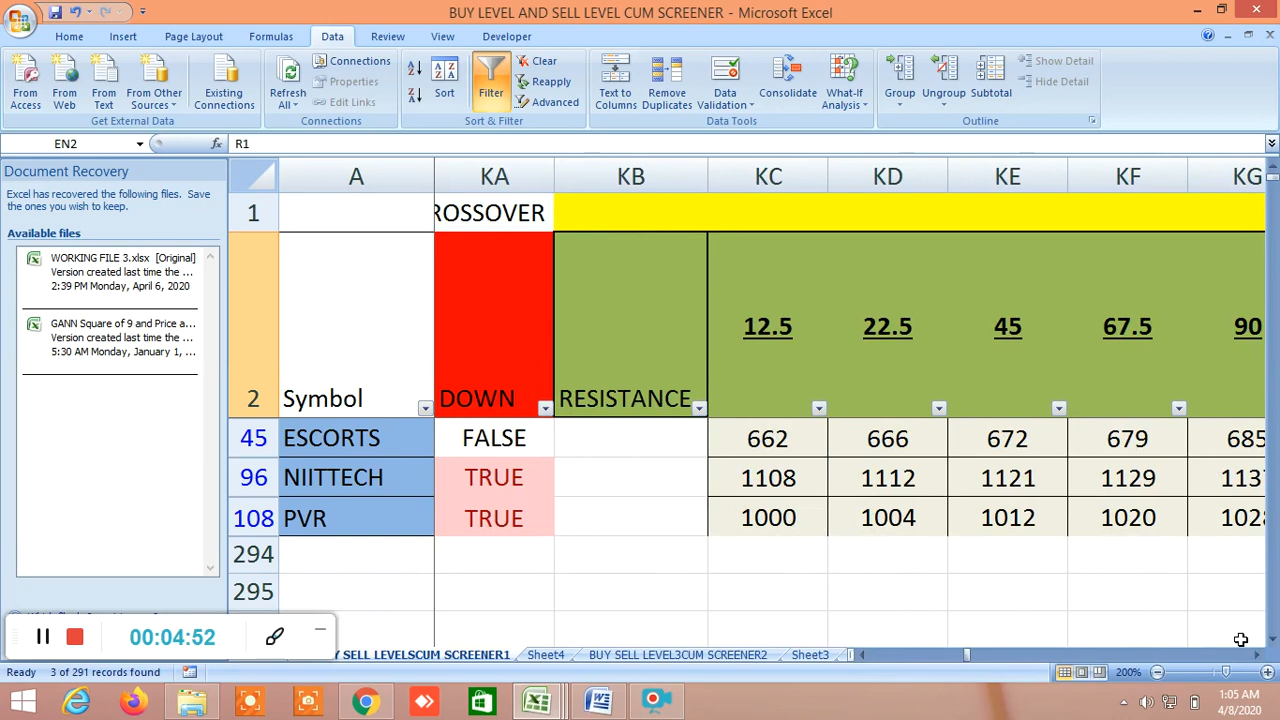 BUY LEVEL AND SELL LEVEL CUM SCREENER - Microsoft Excel
Home Insert Page Layout Formulas Data Review View Developer
From Access
From Web
From Text
From Other Sources
Existing Connections
Get External Data
Refresh All
Connections
Properties
Edit Links
Connections
Sort
Filter
Clear
Reapply
Advanced
Sort & Filter
Text to Columns
Remove Duplicates
Data Validation
Consolidate
What-If Analysis
Data Tools
Group
Ungroup
Subtotal
Show Detail
Hide Detail
Outline
EN2 fx R1
Document Recovery
Excel has recovered the following files. Save
the ones you wish to keep.
Available files
WORKING FILE 3.xlsx [Original]
Version created last time the ...
2:39 PM Monday, April 6, 2020
GANN Square of 9 and Price a...
Version created last time the ...
5:30 AM Monday, January 1, ...
A KA KB KC KD KE KF KG
1 ROSSOVER
2 Symbol DOWN RESISTANCE 12.5 22.5 45 67.5 90
45 ESCORTS FALSE 662 666 672 679 685
96 NIITTECH TRUE 1108 1112 1121 1129 1137
108 PVR TRUE 1000 1004 1012 1020 1028
294
295
00:04:52
BUY SELL LEVELSCUM SCREENER1 Sheet4 BUY SELL LEVEL3CUM SCREENER2 Sheet3
Ready 3 of 291 records found 200%
1:05 AM
4/8/2020